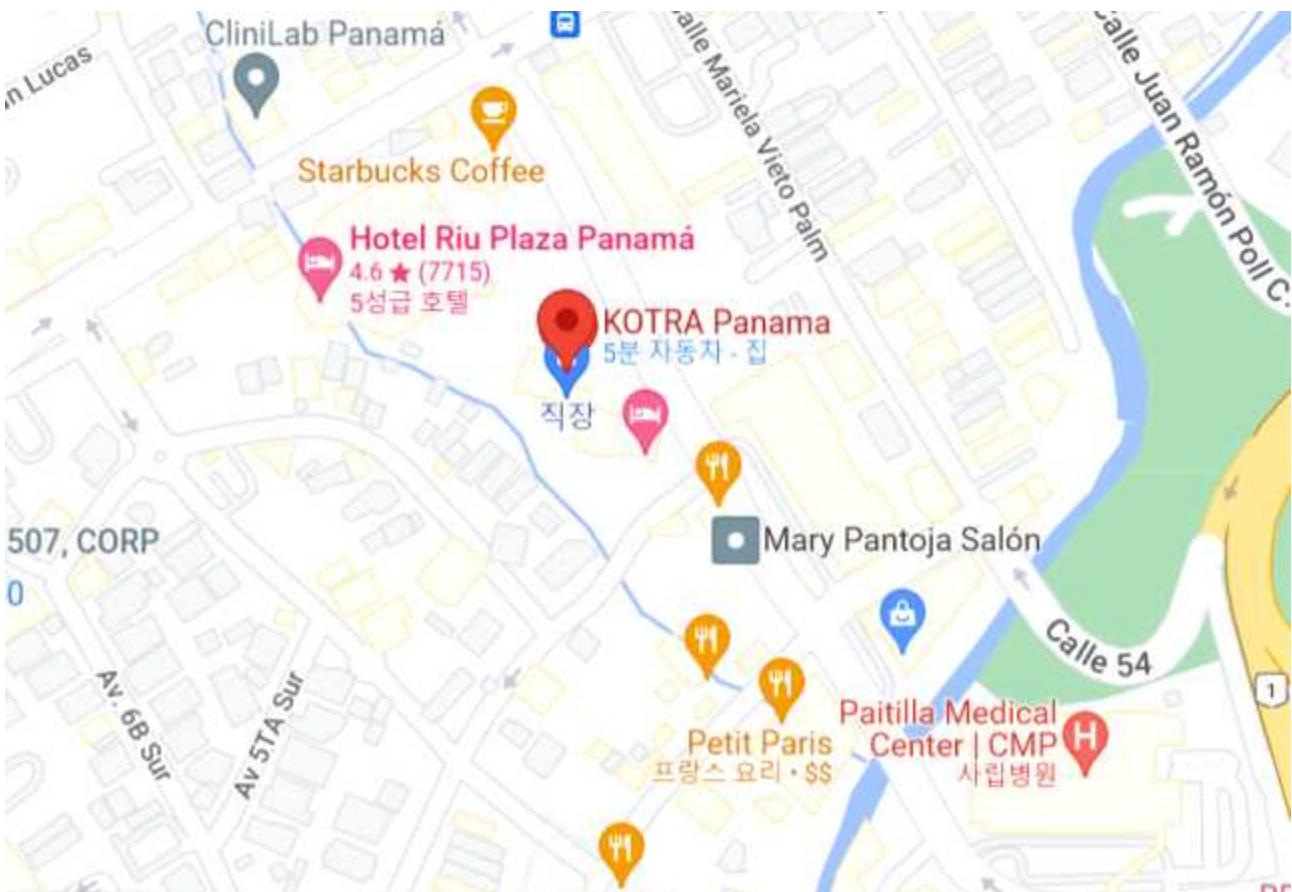 CliniLab Panamá
n Lucas
Starbucks Coffee
Calle Mariela Vieto Palm
Calle Juan Ramón Poll C.
Hotel Riu Plaza Panamá
4.6 ★ (7715)
5성급 호텔
KOTRA Panama
5분 자동차 - 집
직장
507, CORP
0
Mary Pantoja Salón
Calle 54
1
Av. 6B Sur
Av 5TA Sur
Petit Paris
프랑스 요리 • $$
Paitilla Medical
Center | CMP
사립병원
H